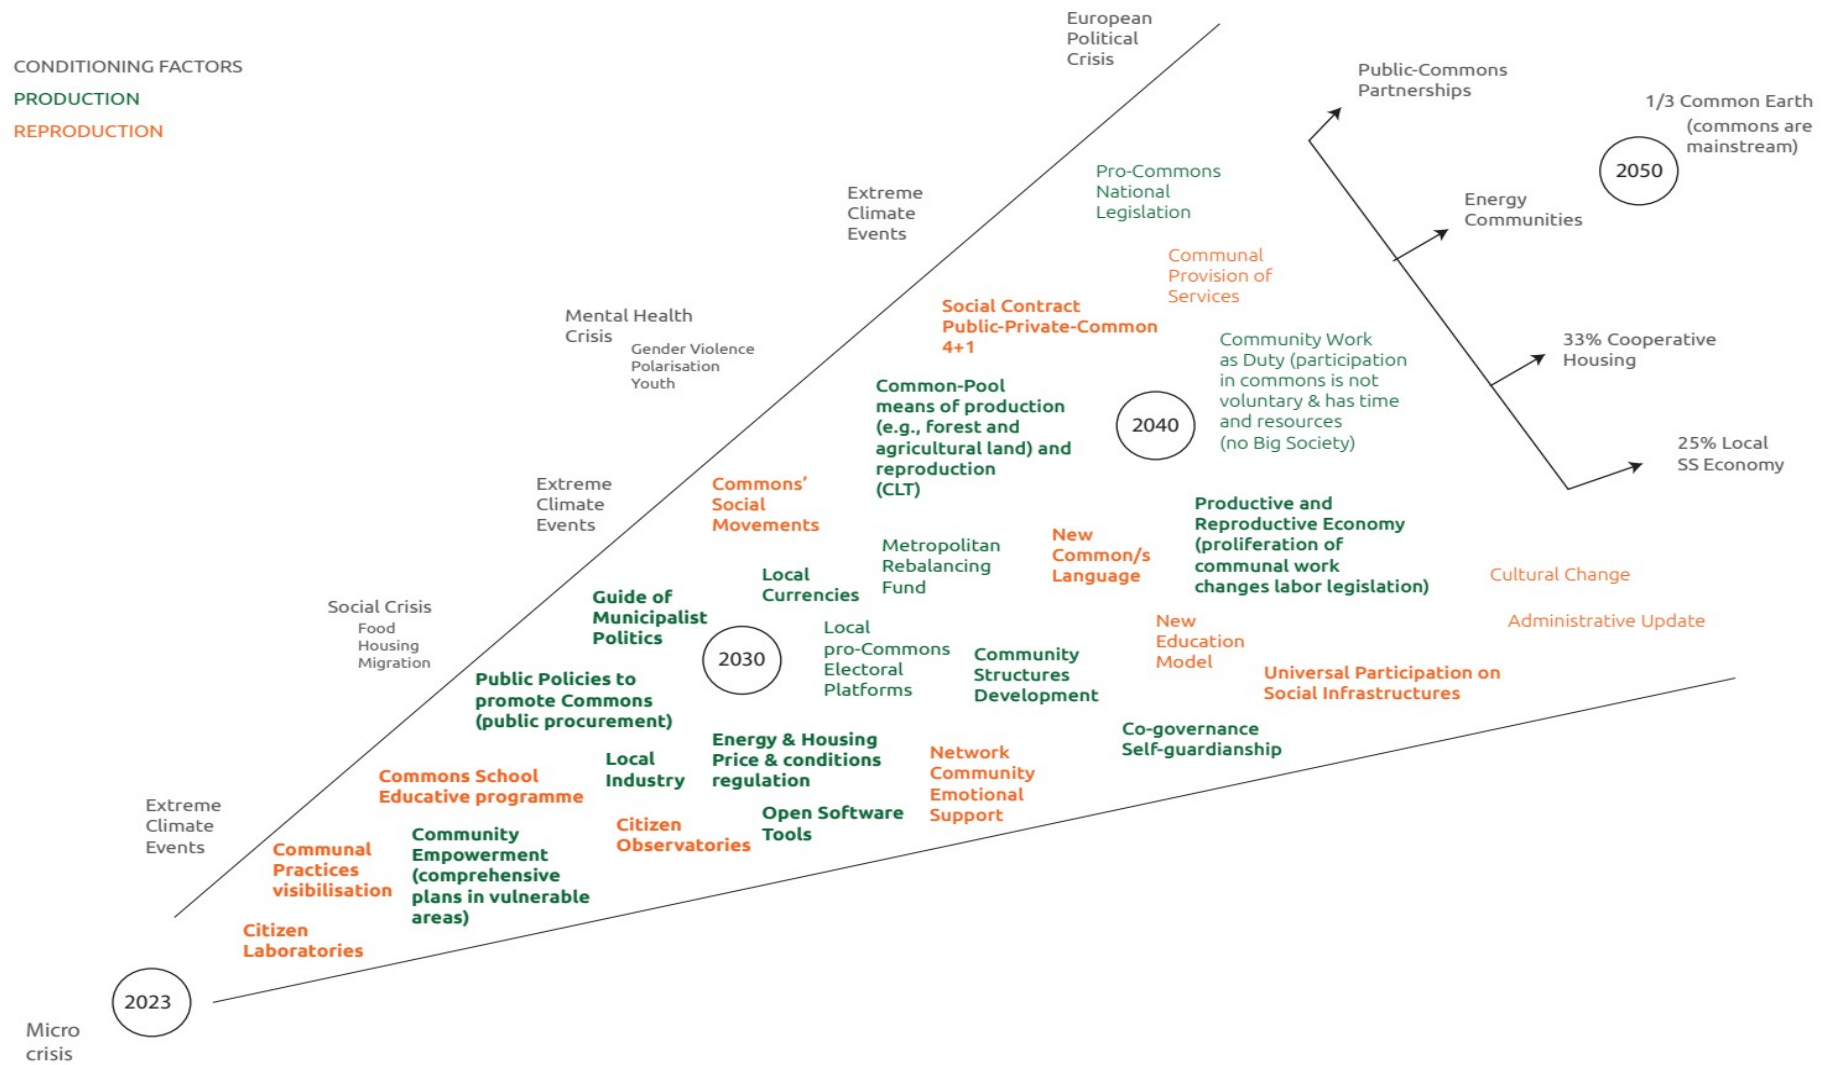 CONDITIONING FACTORS
PRODUCTION
REPRODUCTION
European
Political
Crisis
Public-Commons
Partnerships
1/3 Common Earth
(commons are
mainstream)
2050
Extreme
Climate
Events
Pro-Commons
National
Legislation
Energy
Communities
Communal
Provision of
Services
Mental Health
Crisis
Gender Violence
Polarisation
Youth
Social Contract
Public-Private-Common
4+1
Community Work
as Duty (participation
in commons is not
voluntary & has time
and resources
(no Big Society)
33% Cooperative
Housing
Common-Pool
means of production
(e.g., forest and
agricultural land) and
reproduction
(CLT)
2040
25% Local
SS Economy
Extreme
Climate
Events
Commons’
Social
Movements
Productive and
Reproductive Economy
(proliferation of
communal work
changes labor legislation)
Metropolitan
Rebalancing
Fund
New
Common/s
Language
Local
Currencies
Cultural Change
Administrative Update
Social Crisis
Food
Housing
Migration
Guide of
Municipalist
Politics
2030
Local
pro-Commons
Electoral
Platforms
Community
Structures
Development
New
Education
Model
Universal Participation on
Social Infrastructures
Public Policies to
promote Commons
(public procurement)
Energy & Housing
Price & conditions
regulation
Co-governance
Self-guardianship
Local
Industry
Network
Community
Emotional
Support
Commons School
Educative programme
Extreme
Climate
Events
Citizen
Observatories
Open Software
Tools
Communal
Practices
visibilisation
Community
Empowerment
(comprehensive
plans in vulnerable
areas)
Citizen
Laboratories
2023
Micro
crisis